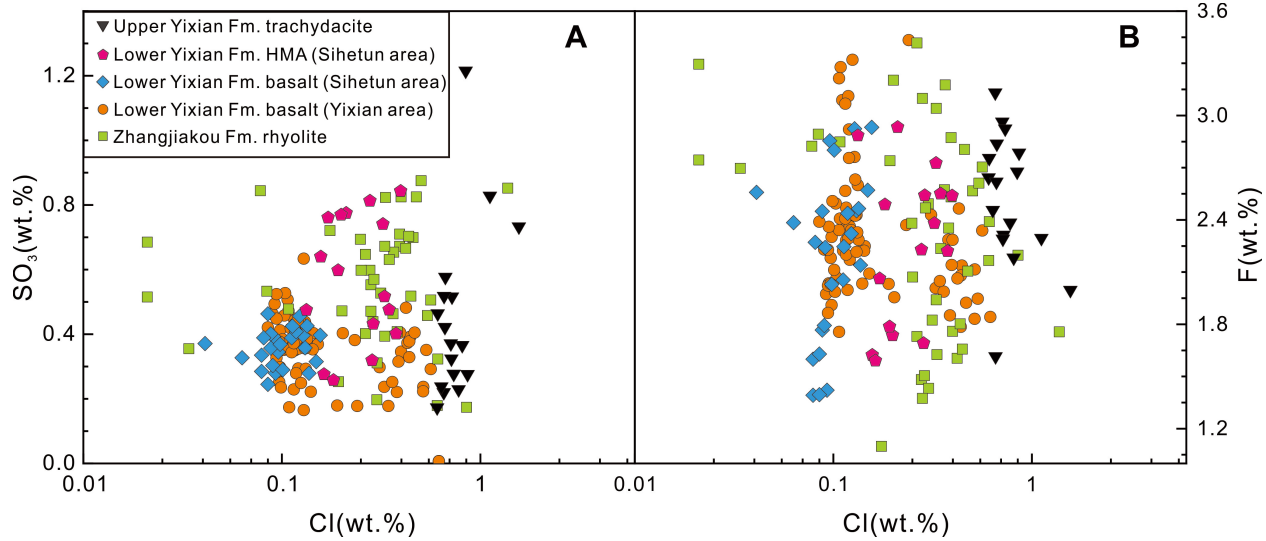 Upper Yixian Fm. trachydacite
Lower Yixian Fm. HMA (Sihetun area)
Lower Yixian Fm. basalt (Sihetun area)
Lower Yixian Fm. basalt (Yixian area)
Zhangjiakou Fm. rhyolite
A
B
1.2
0.8
0.4
0.0
SO₃(wt.%)
3.6
3.0
2.4
1.8
1.2
F(wt.%)
0.01 0.1 1 0.01 0.1 1
Cl(wt.%) Cl(wt.%)